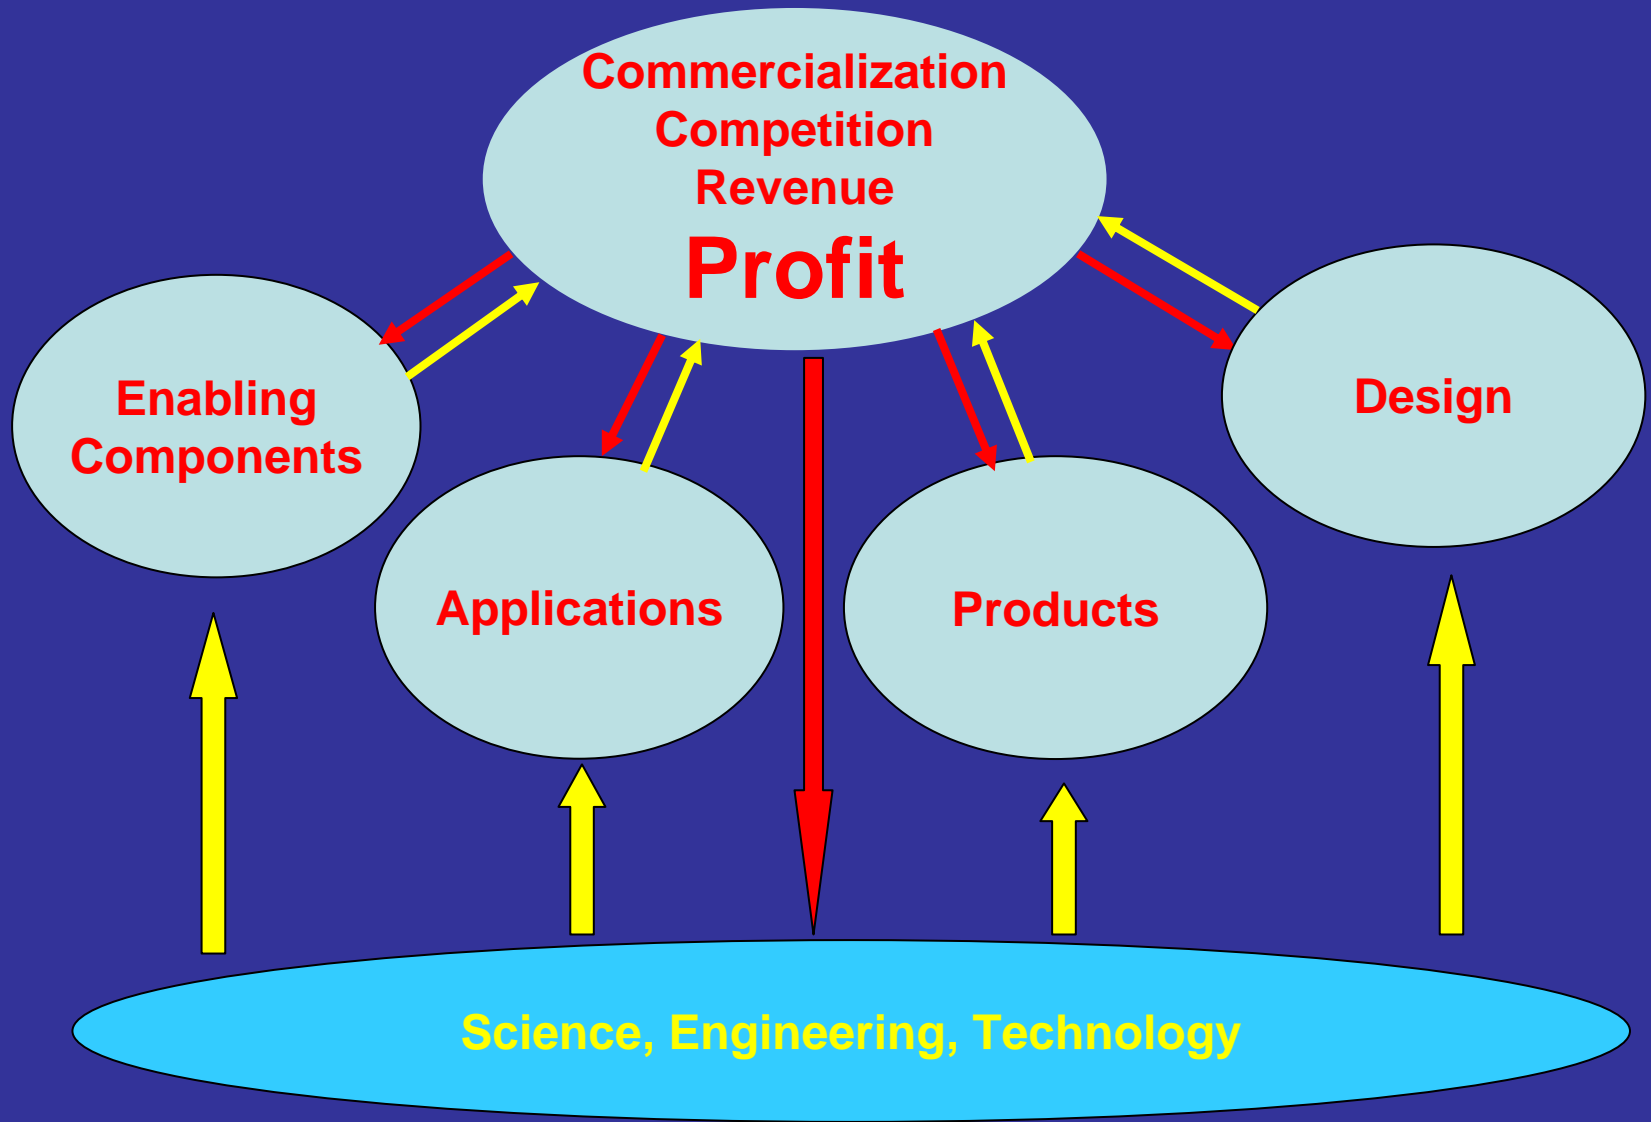 Commercialization
Competition
Revenue
Profit
Enabling
Components
Design
Applications
Products
Science, Engineering, Technology